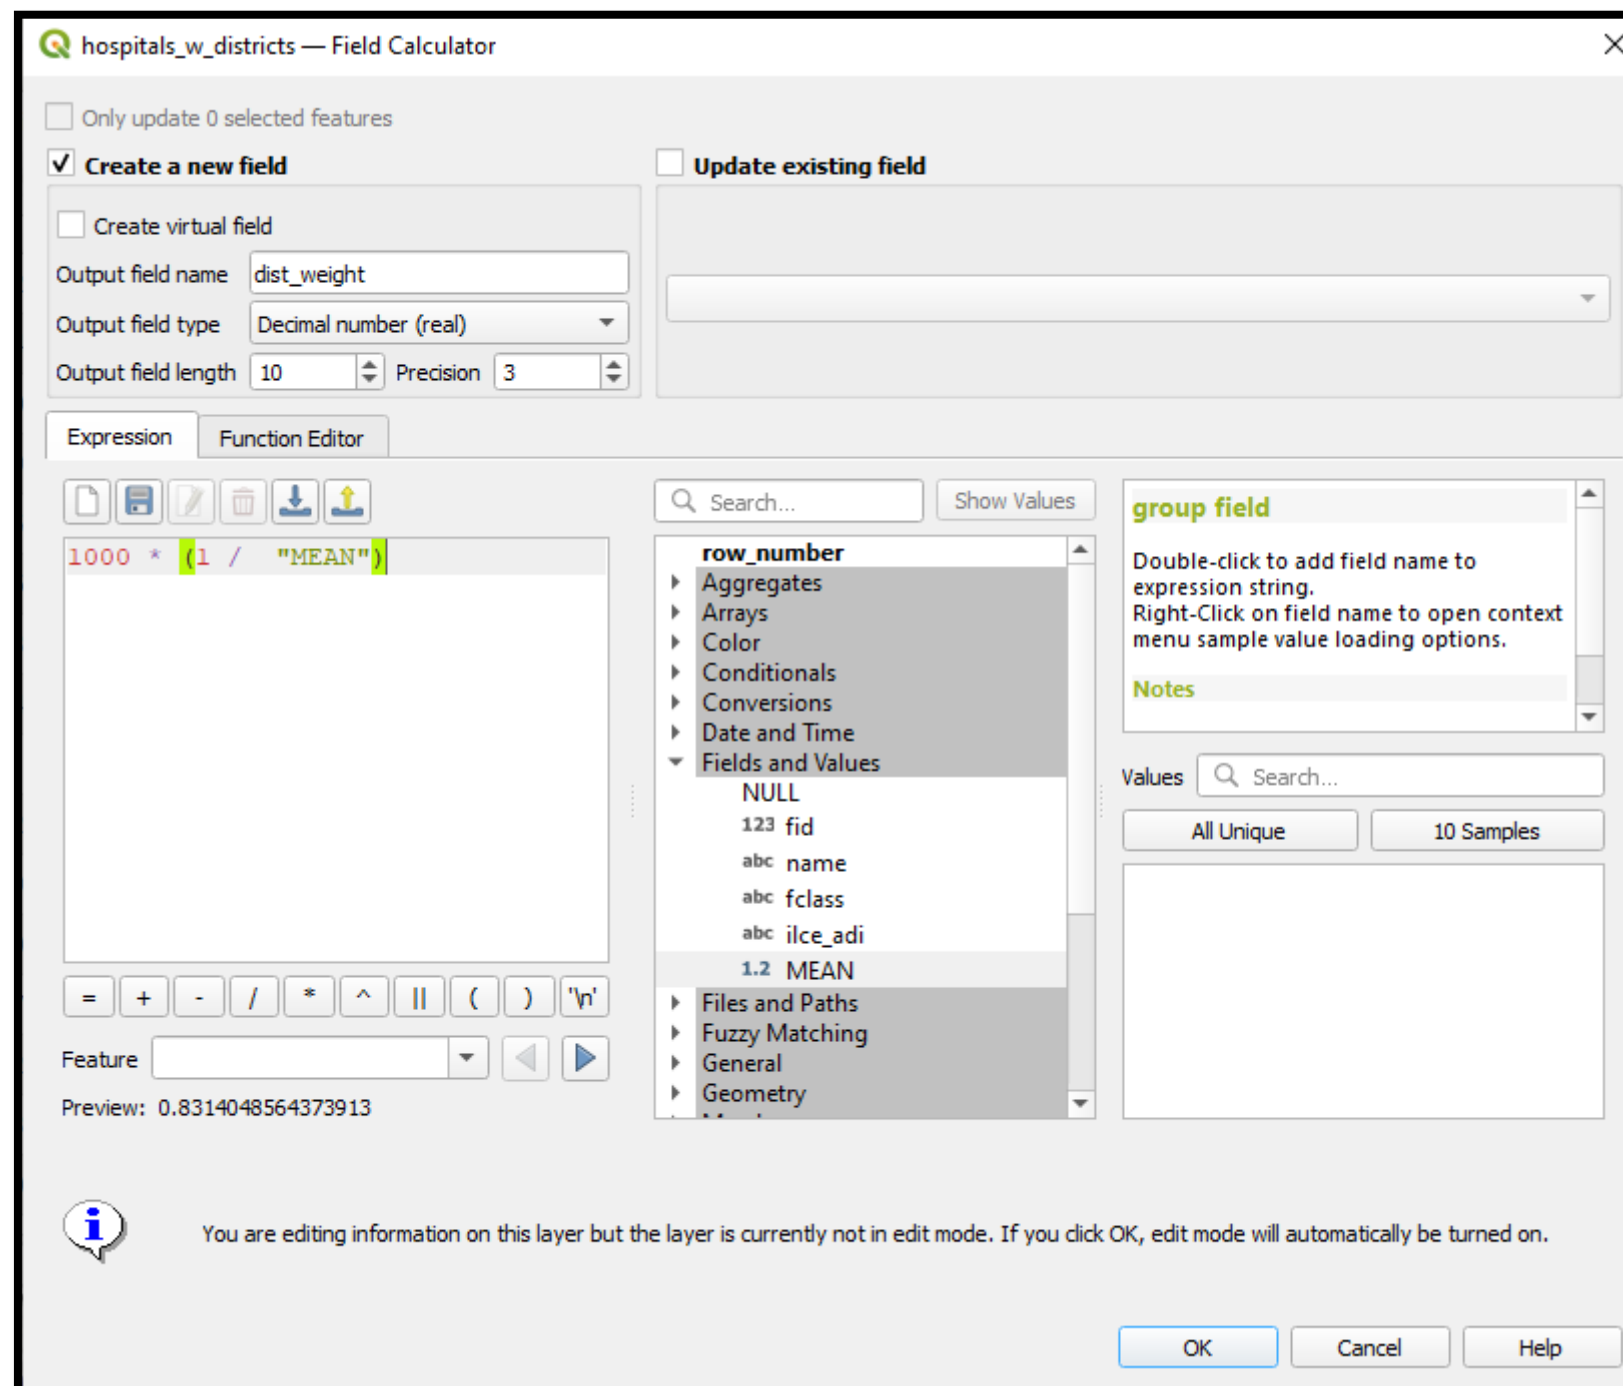 hospitals_w_districts — Field Calculator
Only update 0 selected features
Create a new field
Update existing field
Create virtual field
Output field name dist_weight
Output field type Decimal number (real)
Output field length 10 Precision 3
Expression Function Editor
Search... Show Values
1000 * (1 / "MEAN")
row_number
Aggregates
Arrays
Color
Conditionals
Conversions
Date and Time
Fields and Values
NULL
123 fid
abc name
abc fclass
abc ilce_adi
1.2 MEAN
Files and Paths
Fuzzy Matching
General
Geometry
group field
Double-click to add field name to
expression string.
Right-Click on field name to open context
menu sample value loading options.
Notes
Values Search...
All Unique 10 Samples
= + - / * ^ || ( ) '\n'
Feature
Preview: 0.8314048564373913
You are editing information on this layer but the layer is currently not in edit mode. If you click OK, edit mode will automatically be turned on.
OK Cancel Help